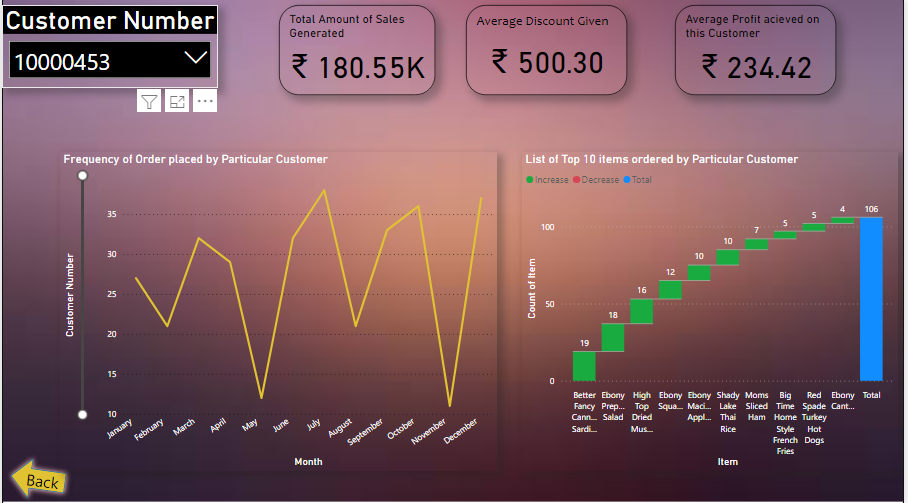 Customer Number
10000453
Total Amount of Sales
Generated
₹ 180.55K
Average Discount Given
₹ 500.30
Average Profit acieved on
this Customer
₹ 234.42
Frequency of Order placed by Particular Customer
Customer Number
35
30
25
20
15
10
January
February
March
April
May
June
July
August
September
October
November
December
Month
List of Top 10 items ordered by Particular Customer
Increase Decrease Total
Count of Item
100
50
0
19
18
16
12
10
10
7
5
5
4
106
Better
Fancy
Cann...
Sardi...
Ebony
Prep...
Salad
High
Top
Dried
Mus...
Ebony
Squa...
Ebony
Maci...
Appl...
Shady
Lake
Thai
Rice
Moms
Sliced
Ham
Big
Time
Home
Style
French
Fries
Red
Spade
Turkey
Hot
Dogs
Ebony
Cant...
Total
Item
Back